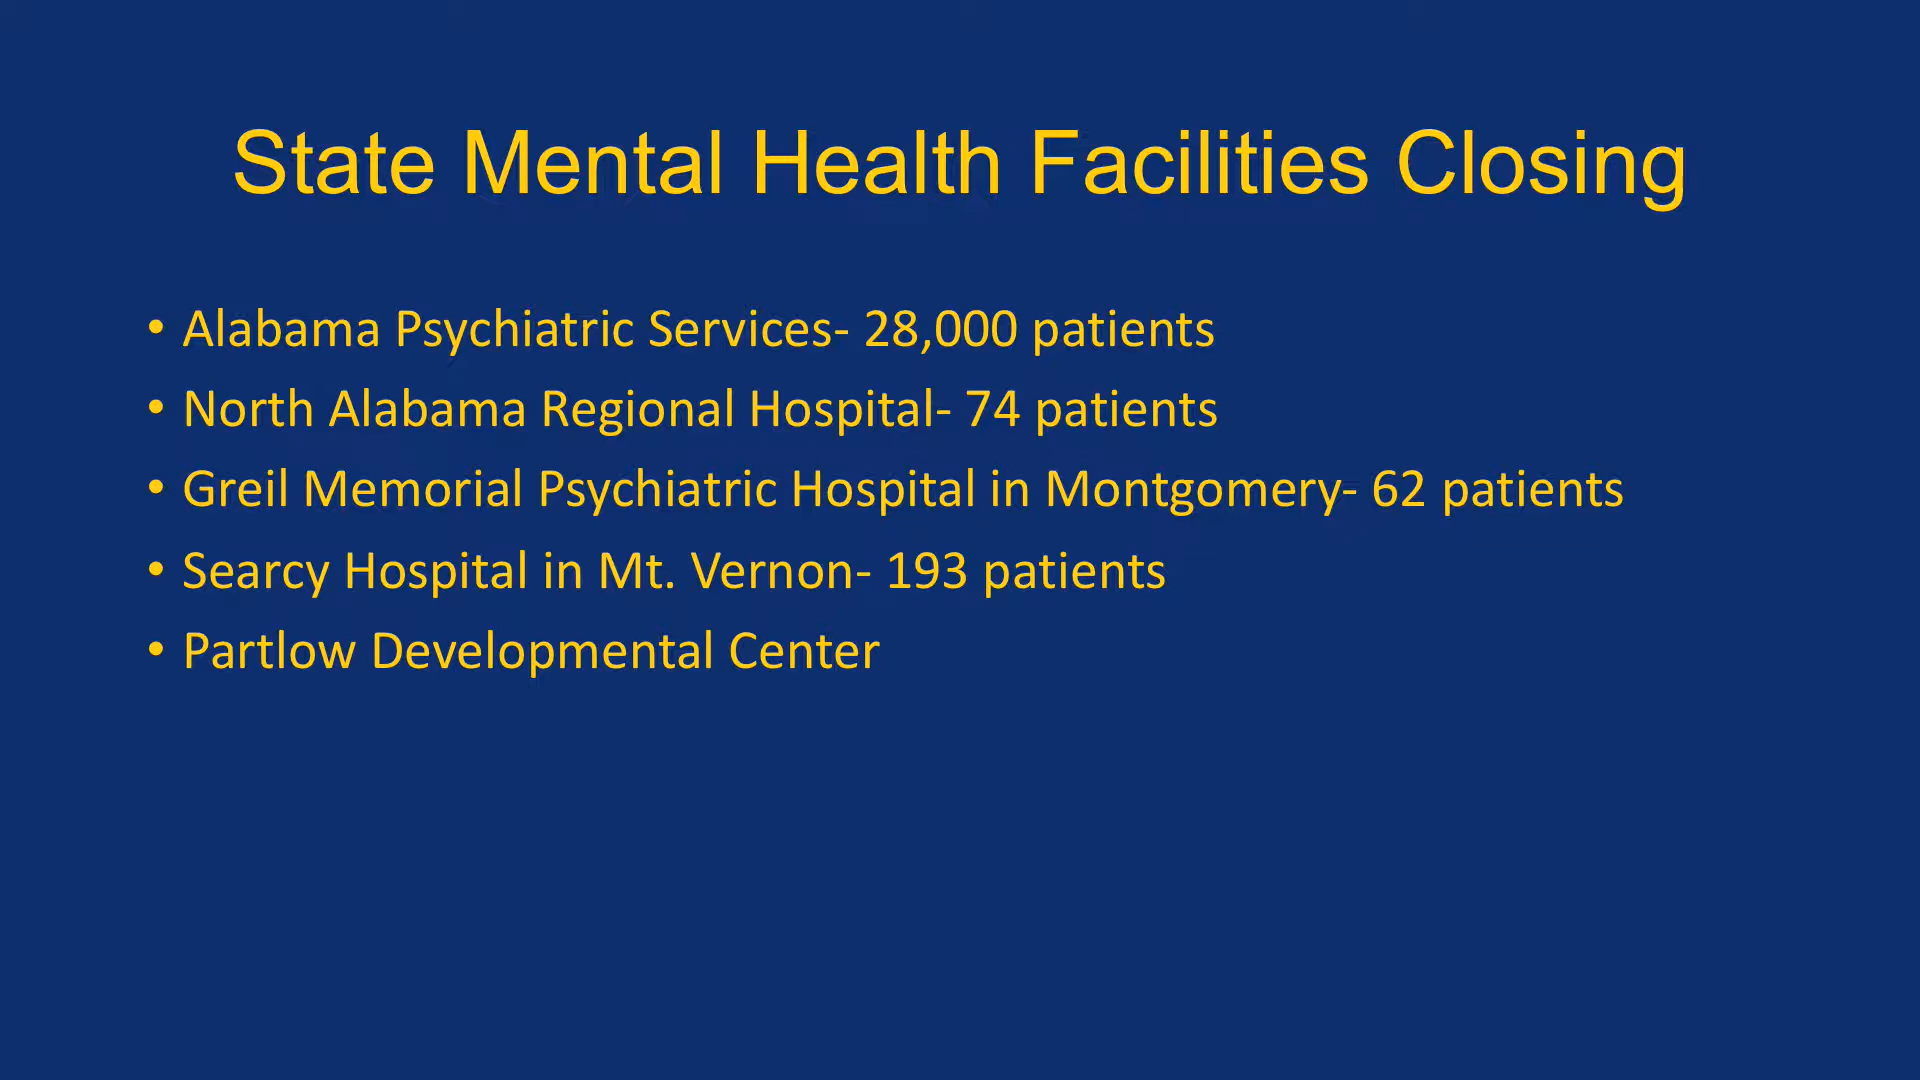 State Mental Health Facilities Closing
• Alabama Psychiatric Services- 28,000 patients
• North Alabama Regional Hospital- 74 patients
• Greil Memorial Psychiatric Hospital in Montgomery- 62 patients
• Searcy Hospital in Mt. Vernon- 193 patients
• Partlow Developmental Center